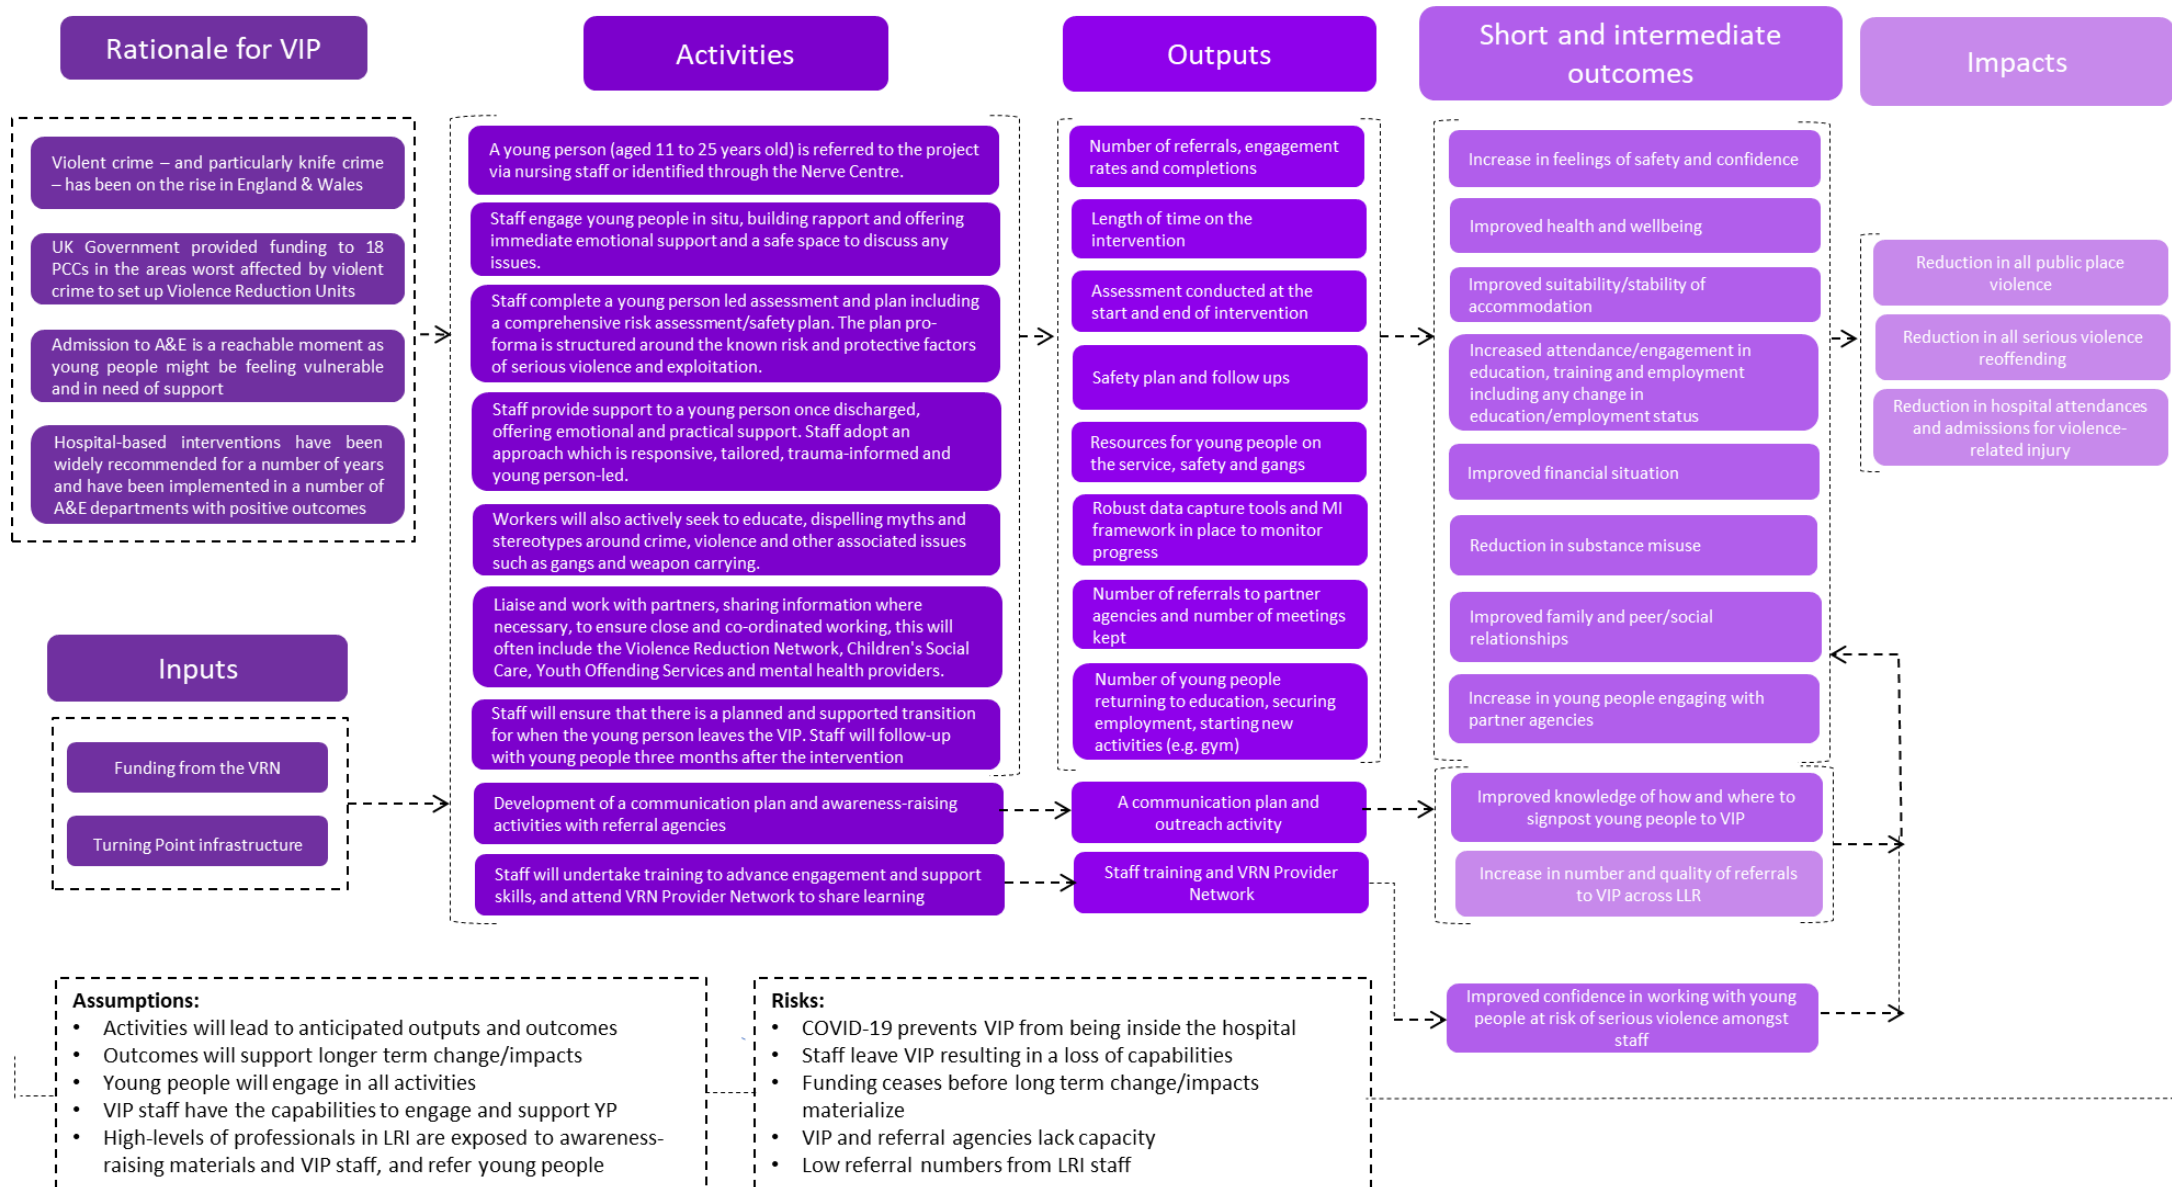 Rationale for VIP
Violent crime – and particularly knife crime
– has been on the rise in England & Wales
UK Government provided funding to 18
PCCs in the areas worst affected by violent
crime to set up Violence Reduction Units
Admission to A&E is a reachable moment as
young people might be feeling vulnerable
and in need of support
Hospital-based interventions have been
widely recommended for a number of years
and have been implemented in a number of
A&E departments with positive outcomes
Inputs
Funding from the VRN
Turning Point infrastructure
Activities
A young person (aged 11 to 25 years old) is referred to the project
via nursing staff or identified through the Nerve Centre.
Staff engage young people in situ, building rapport and offering
immediate emotional support and a safe space to discuss any
issues.
Staff complete a young person led assessment and plan including
a comprehensive risk assessment/safety plan. The plan pro-
forma is structured around the known risk and protective factors
of serious violence and exploitation.
Staff provide support to a young person once discharged,
offering emotional and practical support. Staff adopt an
approach which is responsive, tailored, trauma-informed and
young person-led.
Workers will also actively seek to educate, dispelling myths and
stereotypes around crime, violence and other associated issues
such as gangs and weapon carrying.
Liaise and work with partners, sharing information where
necessary, to ensure close and co-ordinated working, this will
often include the Violence Reduction Network, Children's Social
Care, Youth Offending Services and mental health providers.
Staff will ensure that there is a planned and supported transition
for when the young person leaves the VIP. Staff will follow-up
with young people three months after the intervention
Development of a communication plan and awareness-raising
activities with referral agencies
Staff will undertake training to advance engagement and support
skills, and attend VRN Provider Network to share learning
Outputs
Number of referrals, engagement
rates and completions
Length of time on the
intervention
Assessment conducted at the
start and end of intervention
Safety plan and follow ups
Resources for young people on
the service, safety and gangs
Robust data capture tools and MI
framework in place to monitor
progress
Number of referrals to partner
agencies and number of meetings
kept
Number of young people
returning to education, securing
employment, starting new
activities (e.g. gym)
A communication plan and
outreach activity
Staff training and VRN Provider
Network
Short and intermediate
outcomes
Increase in feelings of safety and confidence
Improved health and wellbeing
Improved suitability/stability of
accommodation
Increased attendance/engagement in
education, training and employment
including any change in
education/employment status
Improved financial situation
Reduction in substance misuse
Improved family and peer/social
relationships
Increase in young people engaging with
partner agencies
Improved knowledge of how and where to
signpost young people to VIP
Increase in number and quality of referrals
to VIP across LLR
Improved confidence in working with young
people at risk of serious violence amongst
staff
Impacts
Reduction in all public place
violence
Reduction in all serious violence
reoffending
Reduction in hospital attendances
and admissions for violence-
related injury
Assumptions:
• Activities will lead to anticipated outputs and outcomes
• Outcomes will support longer term change/impacts
• Young people will engage in all activities
• VIP staff have the capabilities to engage and support YP
• High-levels of professionals in LRI are exposed to awareness-
raising materials and VIP staff, and refer young people
Risks:
• COVID-19 prevents VIP from being inside the hospital
• Staff leave VIP resulting in a loss of capabilities
• Funding ceases before long term change/impacts
materialize
• VIP and referral agencies lack capacity
• Low referral numbers from LRI staff